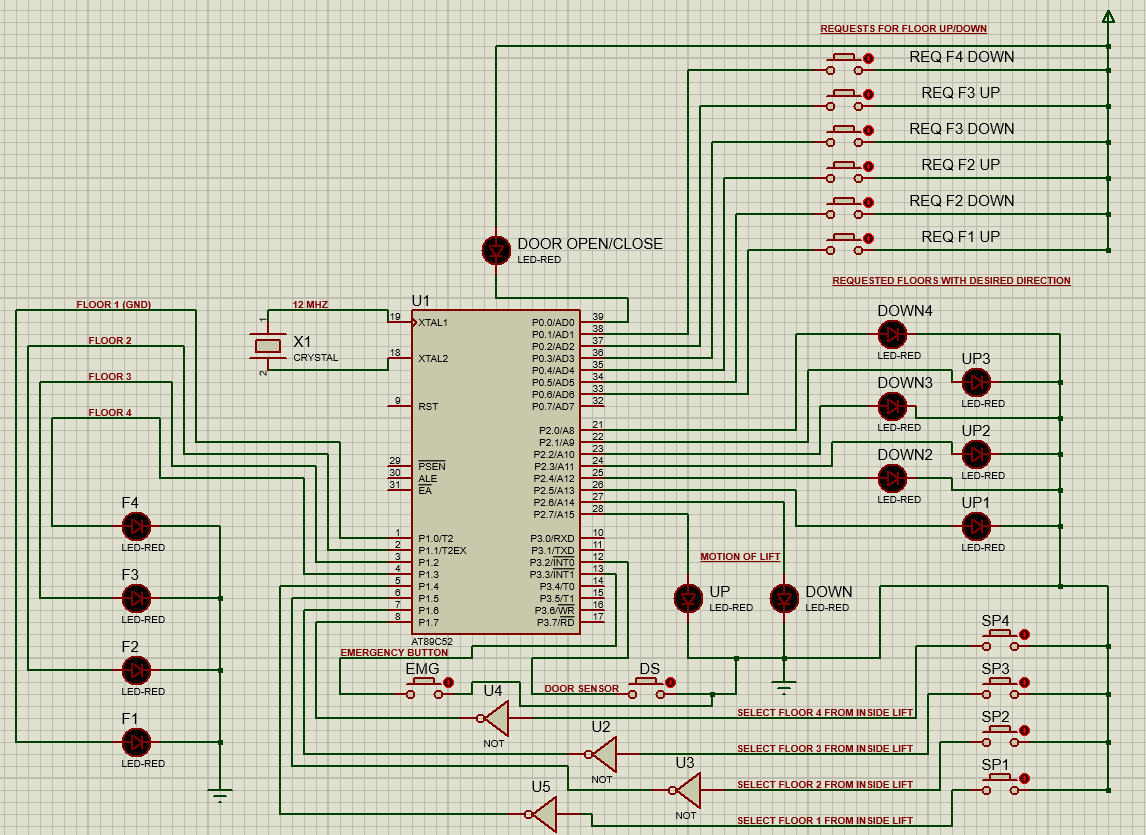 REQUESTS FOR FLOOR UP/DOWN
REQ F4 DOWN
REQ F3 UP
REQ F3 DOWN
REQ F2 UP
REQ F2 DOWN
REQ F1 UP
DOOR OPEN/CLOSE
LED-RED
REQUESTED FLOORS WITH DESIRED DIRECTION
FLOOR 1 (GND)
FLOOR 2
FLOOR 3
FLOOR 4
12 MHZ
1
X1
CRYSTAL
2
U1
19 XTAL1
18 XTAL2
9 RST
29 PSEN
30 ALE
31 EA
1 P1.0/T2
2 P1.1/T2EX
3 P1.2
4 P1.3
5 P1.4
6 P1.5
7 P1.6
8 P1.7
P0.0/AD0 39
P0.1/AD1 38
P0.2/AD2 37
P0.3/AD3 36
P0.4/AD4 35
P0.5/AD5 34
P0.6/AD6 33
P0.7/AD7 32
P2.0/A8 21
P2.1/A9 22
P2.2/A10 23
P2.3/A11 24
P2.4/A12 25
P2.5/A13 26
P2.6/A14 27
P2.7/A15 28
P3.0/RXD 10
P3.1/TXD 11
P3.2/INT0 12
P3.3/INT1 13
P3.4/T0 14
P3.5/T1 15
P3.6/WR 16
P3.7/RD 17
AT89C52
DOWN4
LED-RED
UP3
LED-RED
DOWN3
LED-RED
UP2
LED-RED
DOWN2
LED-RED
UP1
LED-RED
F4
LED-RED
F3
LED-RED
F2
LED-RED
F1
LED-RED
MOTION OF LIFT
UP
LED-RED
DOWN
LED-RED
EMERGENCY BUTTON
EMG
DOOR SENSOR
DS
SP4
SP3
SP2
SP1
U4
NOT
SELECT FLOOR 4 FROM INSIDE LIFT
U2
NOT
SELECT FLOOR 3 FROM INSIDE LIFT
U3
NOT
SELECT FLOOR 2 FROM INSIDE LIFT
U5
SELECT FLOOR 1 FROM INSIDE LIFT